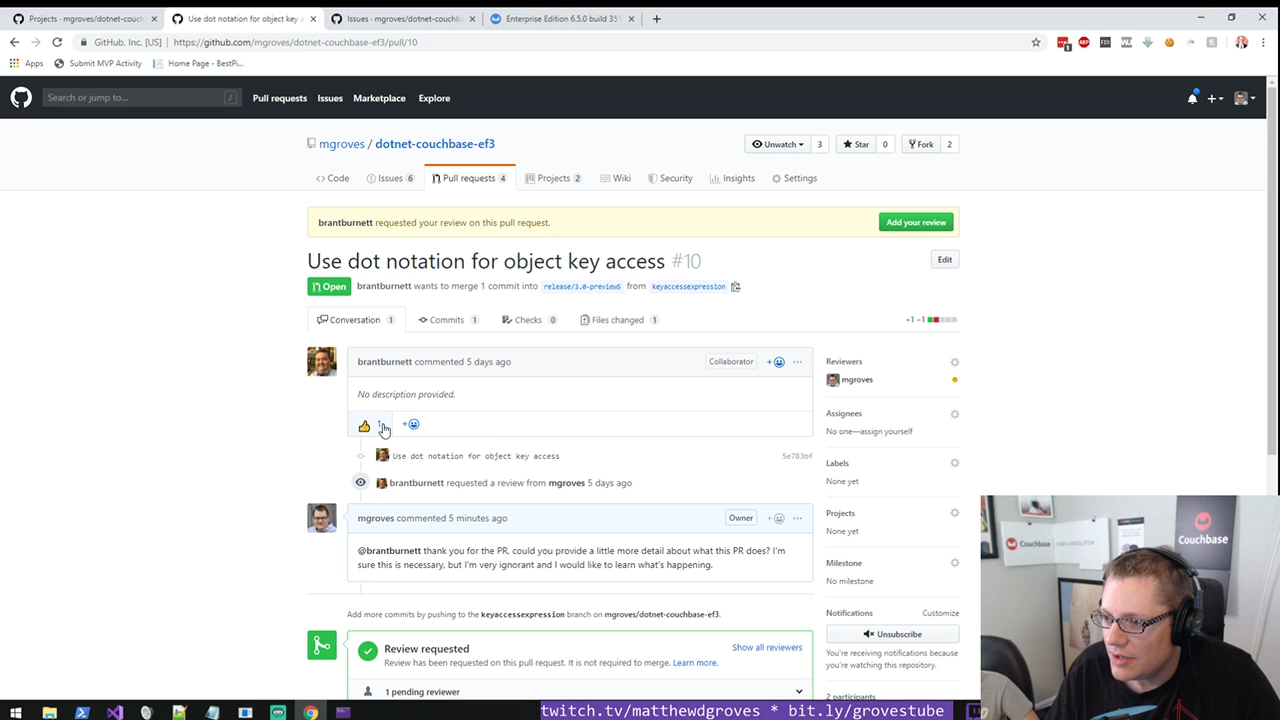 Projects - mgroves/dotnet-couchb
Use dot notation for object key a
Issues · mgroves/dotnet-couchbas
Enterprise Edition 6.5.0 build 351
GitHub, Inc. [US] https://github.com/mgroves/dotnet-couchbase-ef3/pull/10
Apps Submit MVP Activity Home Page - BestPi...
Search or jump to... / Pull requests Issues Marketplace Explore
mgroves / dotnet-couchbase-ef3
Unwatch 3 Star 0 Fork 2
Code Issues 6 Pull requests 4 Projects 2 Wiki Security Insights Settings
brantburnett requested your review on this pull request. Add your review
Use dot notation for object key access #10 Edit
Open brantburnett wants to merge 1 commit into release/3.0-preview5 from keyaccessexpression
Conversation 1 Commits 1 Checks 0 Files changed 1 +1 −1
brantburnett commented 5 days ago Collaborator
No description provided.
1
Use dot notation for object key access 5e783bf
brantburnett requested a review from mgroves 5 days ago
mgroves commented 5 minutes ago Owner
@brantburnett thank you for the PR, could you provide a little more detail about what this PR does? I'm
sure this is necessary, but I'm very ignorant and I would like to learn what's happening.
Add more commits by pushing to the keyaccessexpression branch on mgroves/dotnet-couchbase-ef3.
Review requested Show all reviewers
Review has been requested on this pull request. It is not required to merge. Learn more.
1 pending reviewer
Reviewers
mgroves
Assignees
No one—assign yourself
Labels
None yet
Projects
None yet
Milestone
No milestone
Notifications Customize
Unsubscribe
You're receiving notifications because
you're watching this repository.
2 participants
Couchbase
Couchbase
twitch.tv/matthewdgroves * bit.ly/grovestube